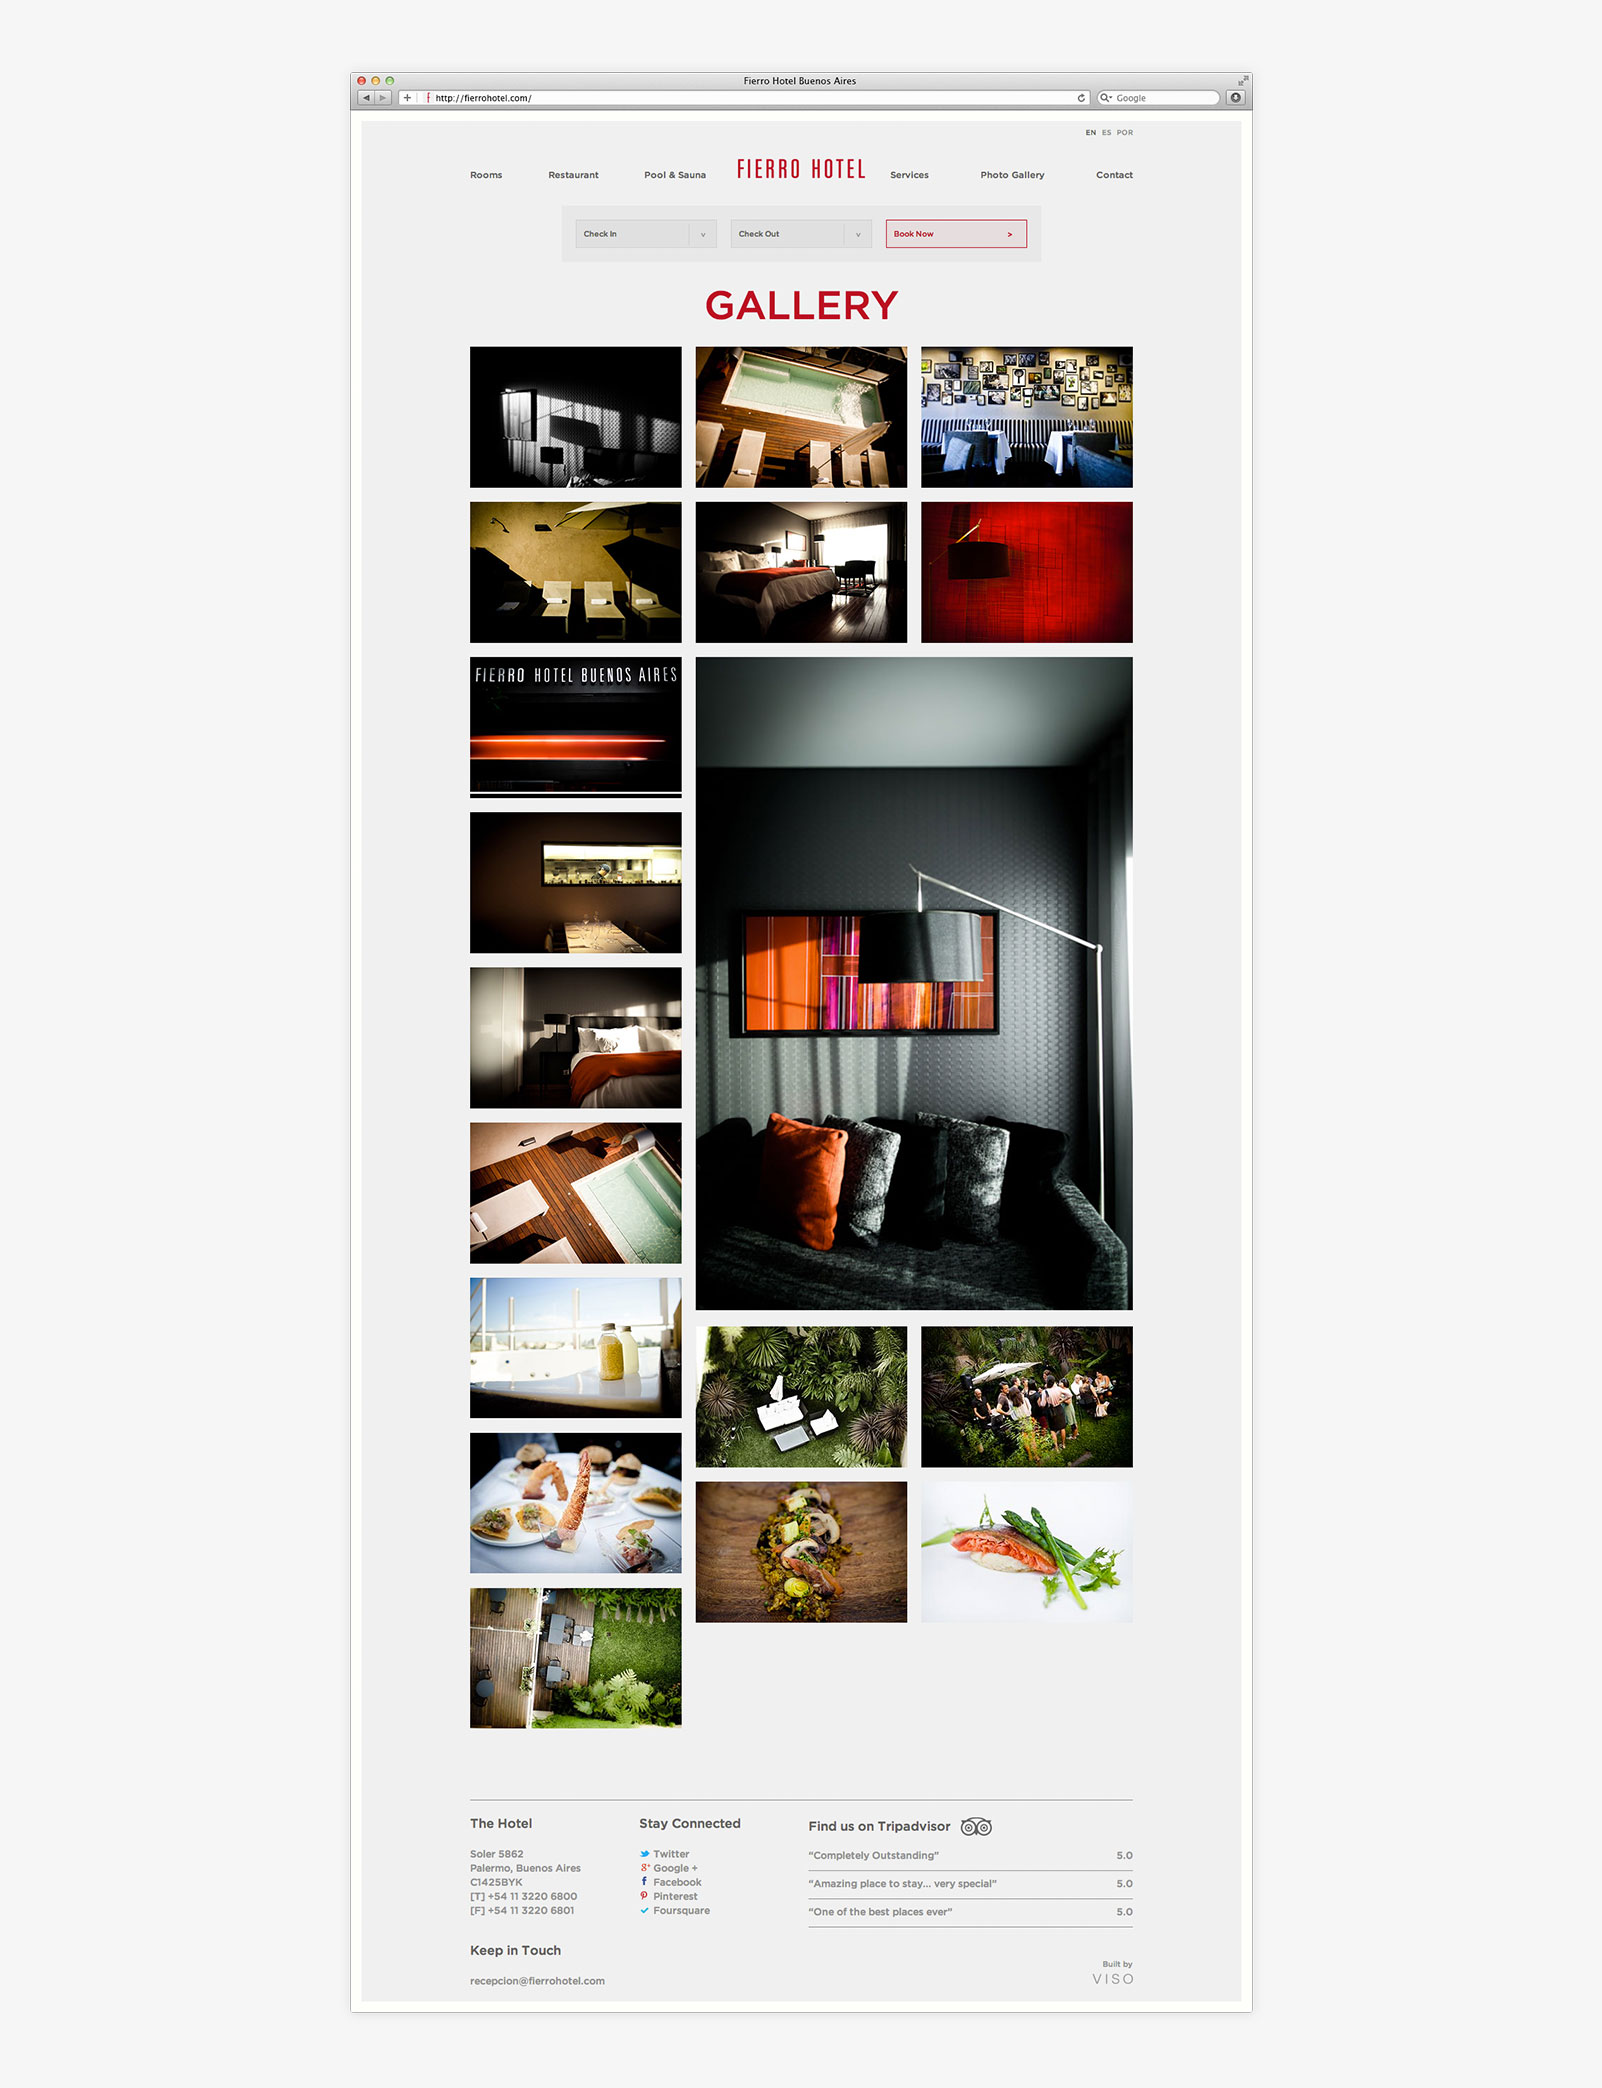 Fierro Hotel Buenos Aires
http://fierrohotel.com/
Google
EN ES POR
Rooms
Restaurant
Pool & Sauna
FIERRO HOTEL
Services
Photo Gallery
Contact
Check In v
Check Out v
Book Now >
GALLERY
FIERRO HOTEL BUENOS AIRES
The Hotel
Soler 5862
Palermo, Buenos Aires
C1425BYK
[T] +54 11 3220 6800
[F] +54 11 3220 6801
Keep in Touch
recepcion@fierrohotel.com
Stay Connected
Twitter
Google +
Facebook
Pinterest
Foursquare
Find us on Tripadvisor
“Completely Outstanding” 5.0
“Amazing place to stay... very special” 5.0
“One of the best places ever” 5.0
Built by
VISO